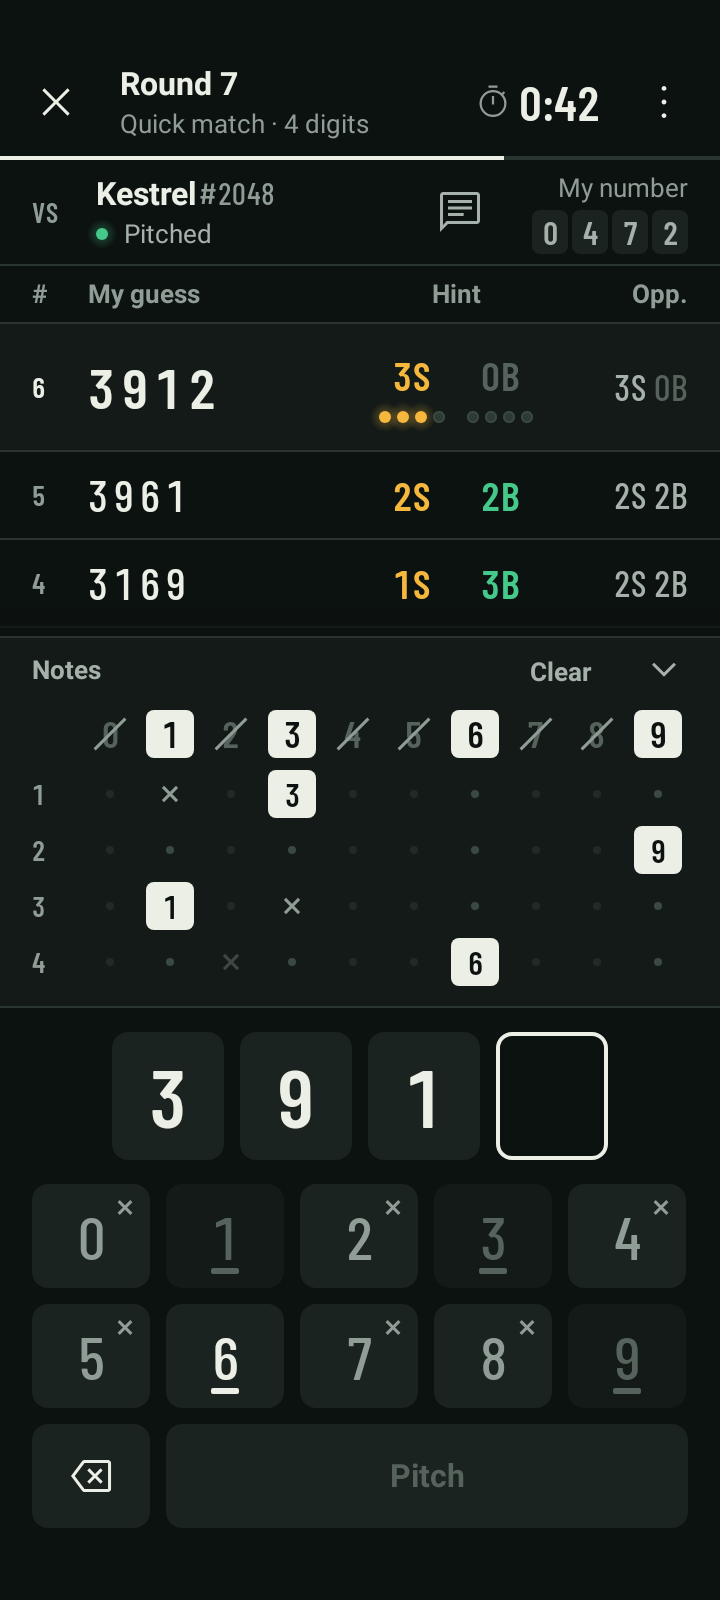 Round 7
Quick match · 4 digits
0:42
VS
Kestrel #2048
Pitched
My number
0 4 7 2
# My guess Hint Opp.
6 3912 3S 0B 3S 0B
5 3961 2S 2B 2S 2B
4 3169 1S 3B 2S 2B
Notes Clear
0 1 2 3 4 5 6 7 8 9
1 × 3
2 9
3 1 ×
4 × 6
3 9 1
0 × 1 2 × 3 4 ×
5 × 6 7 × 8 × 9
Pitch